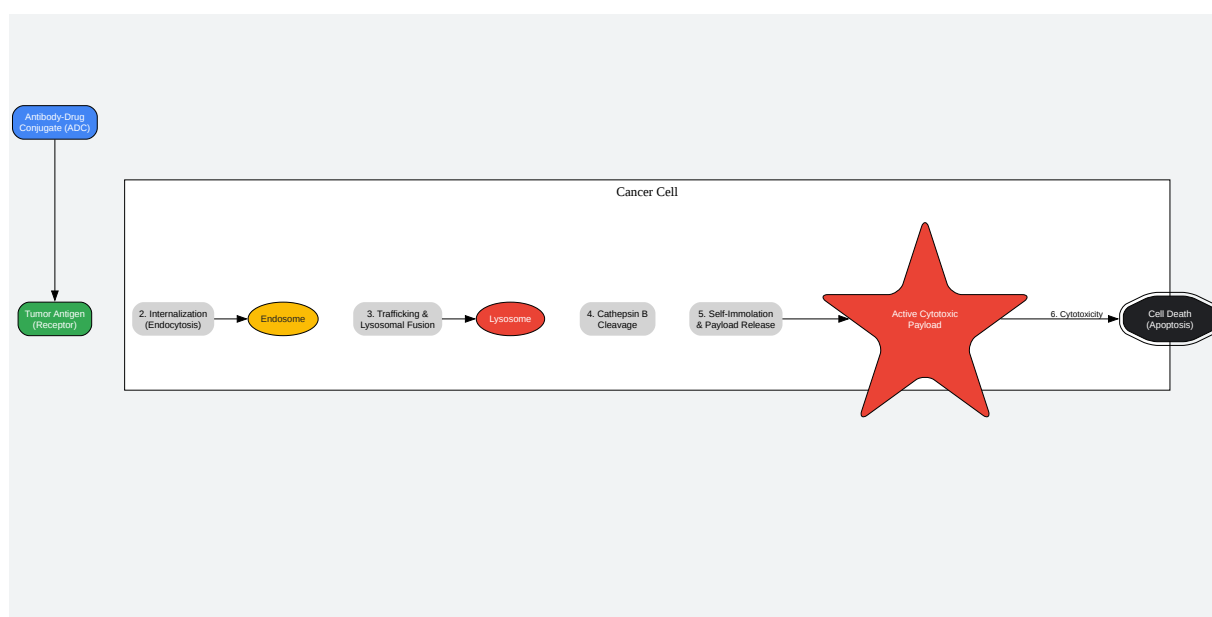 Antibody-Drug
Conjugate (ADC)
Cancer Cell
Tumor Antigen
(Receptor)
2. Internalization
(Endocytosis)
Endosome
3. Trafficking &
Lysosomal Fusion
Lysosome
4. Cathepsin B
Cleavage
5. Self-Immolation
& Payload Release
Active Cytotoxic
Payload
6. Cytotoxicity
Cell Death
(Apoptosis)